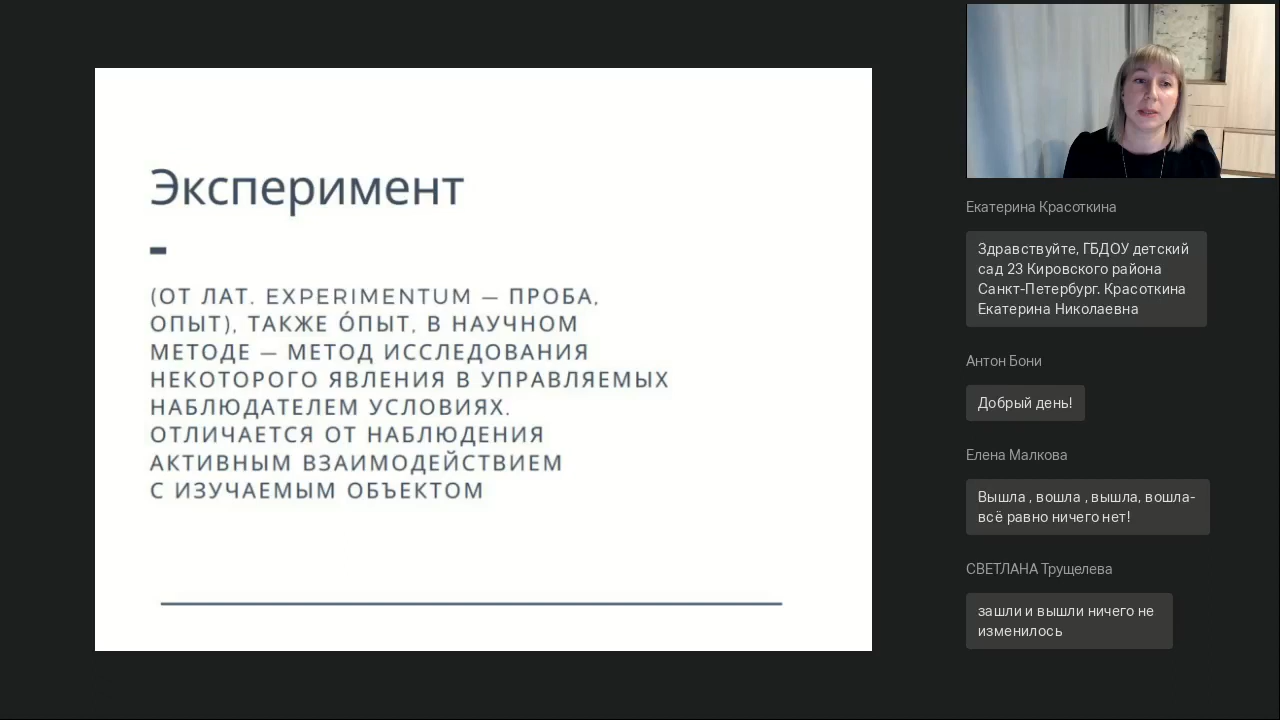 Эксперимент
-
(ОТ ЛАТ. EXPERIMENTUM — ПРОБА,
ОПЫТ), ТАКЖЕ О́ПЫТ, В НАУЧНОМ
МЕТОДЕ — МЕТОД ИССЛЕДОВАНИЯ
НЕКОТОРОГО ЯВЛЕНИЯ В УПРАВЛЯЕМЫХ
НАБЛЮДАТЕЛЕМ УСЛОВИЯХ.
ОТЛИЧАЕТСЯ ОТ НАБЛЮДЕНИЯ
АКТИВНЫМ ВЗАИМОДЕЙСТВИЕМ
С ИЗУЧАЕМЫМ ОБЪЕКТОМ
Екатерина Красоткина
Здравствуйте, ГБДОУ детский
сад 23 Кировского района
Санкт-Петербург. Красоткина
Екатерина Николаевна
Антон Бони
Добрый день!
Елена Малкова
Вышла , вошла , вышла, вошла-
всё равно ничего нет!
СВЕТЛАНА Трущелева
зашли и вышли ничего не
изменилось